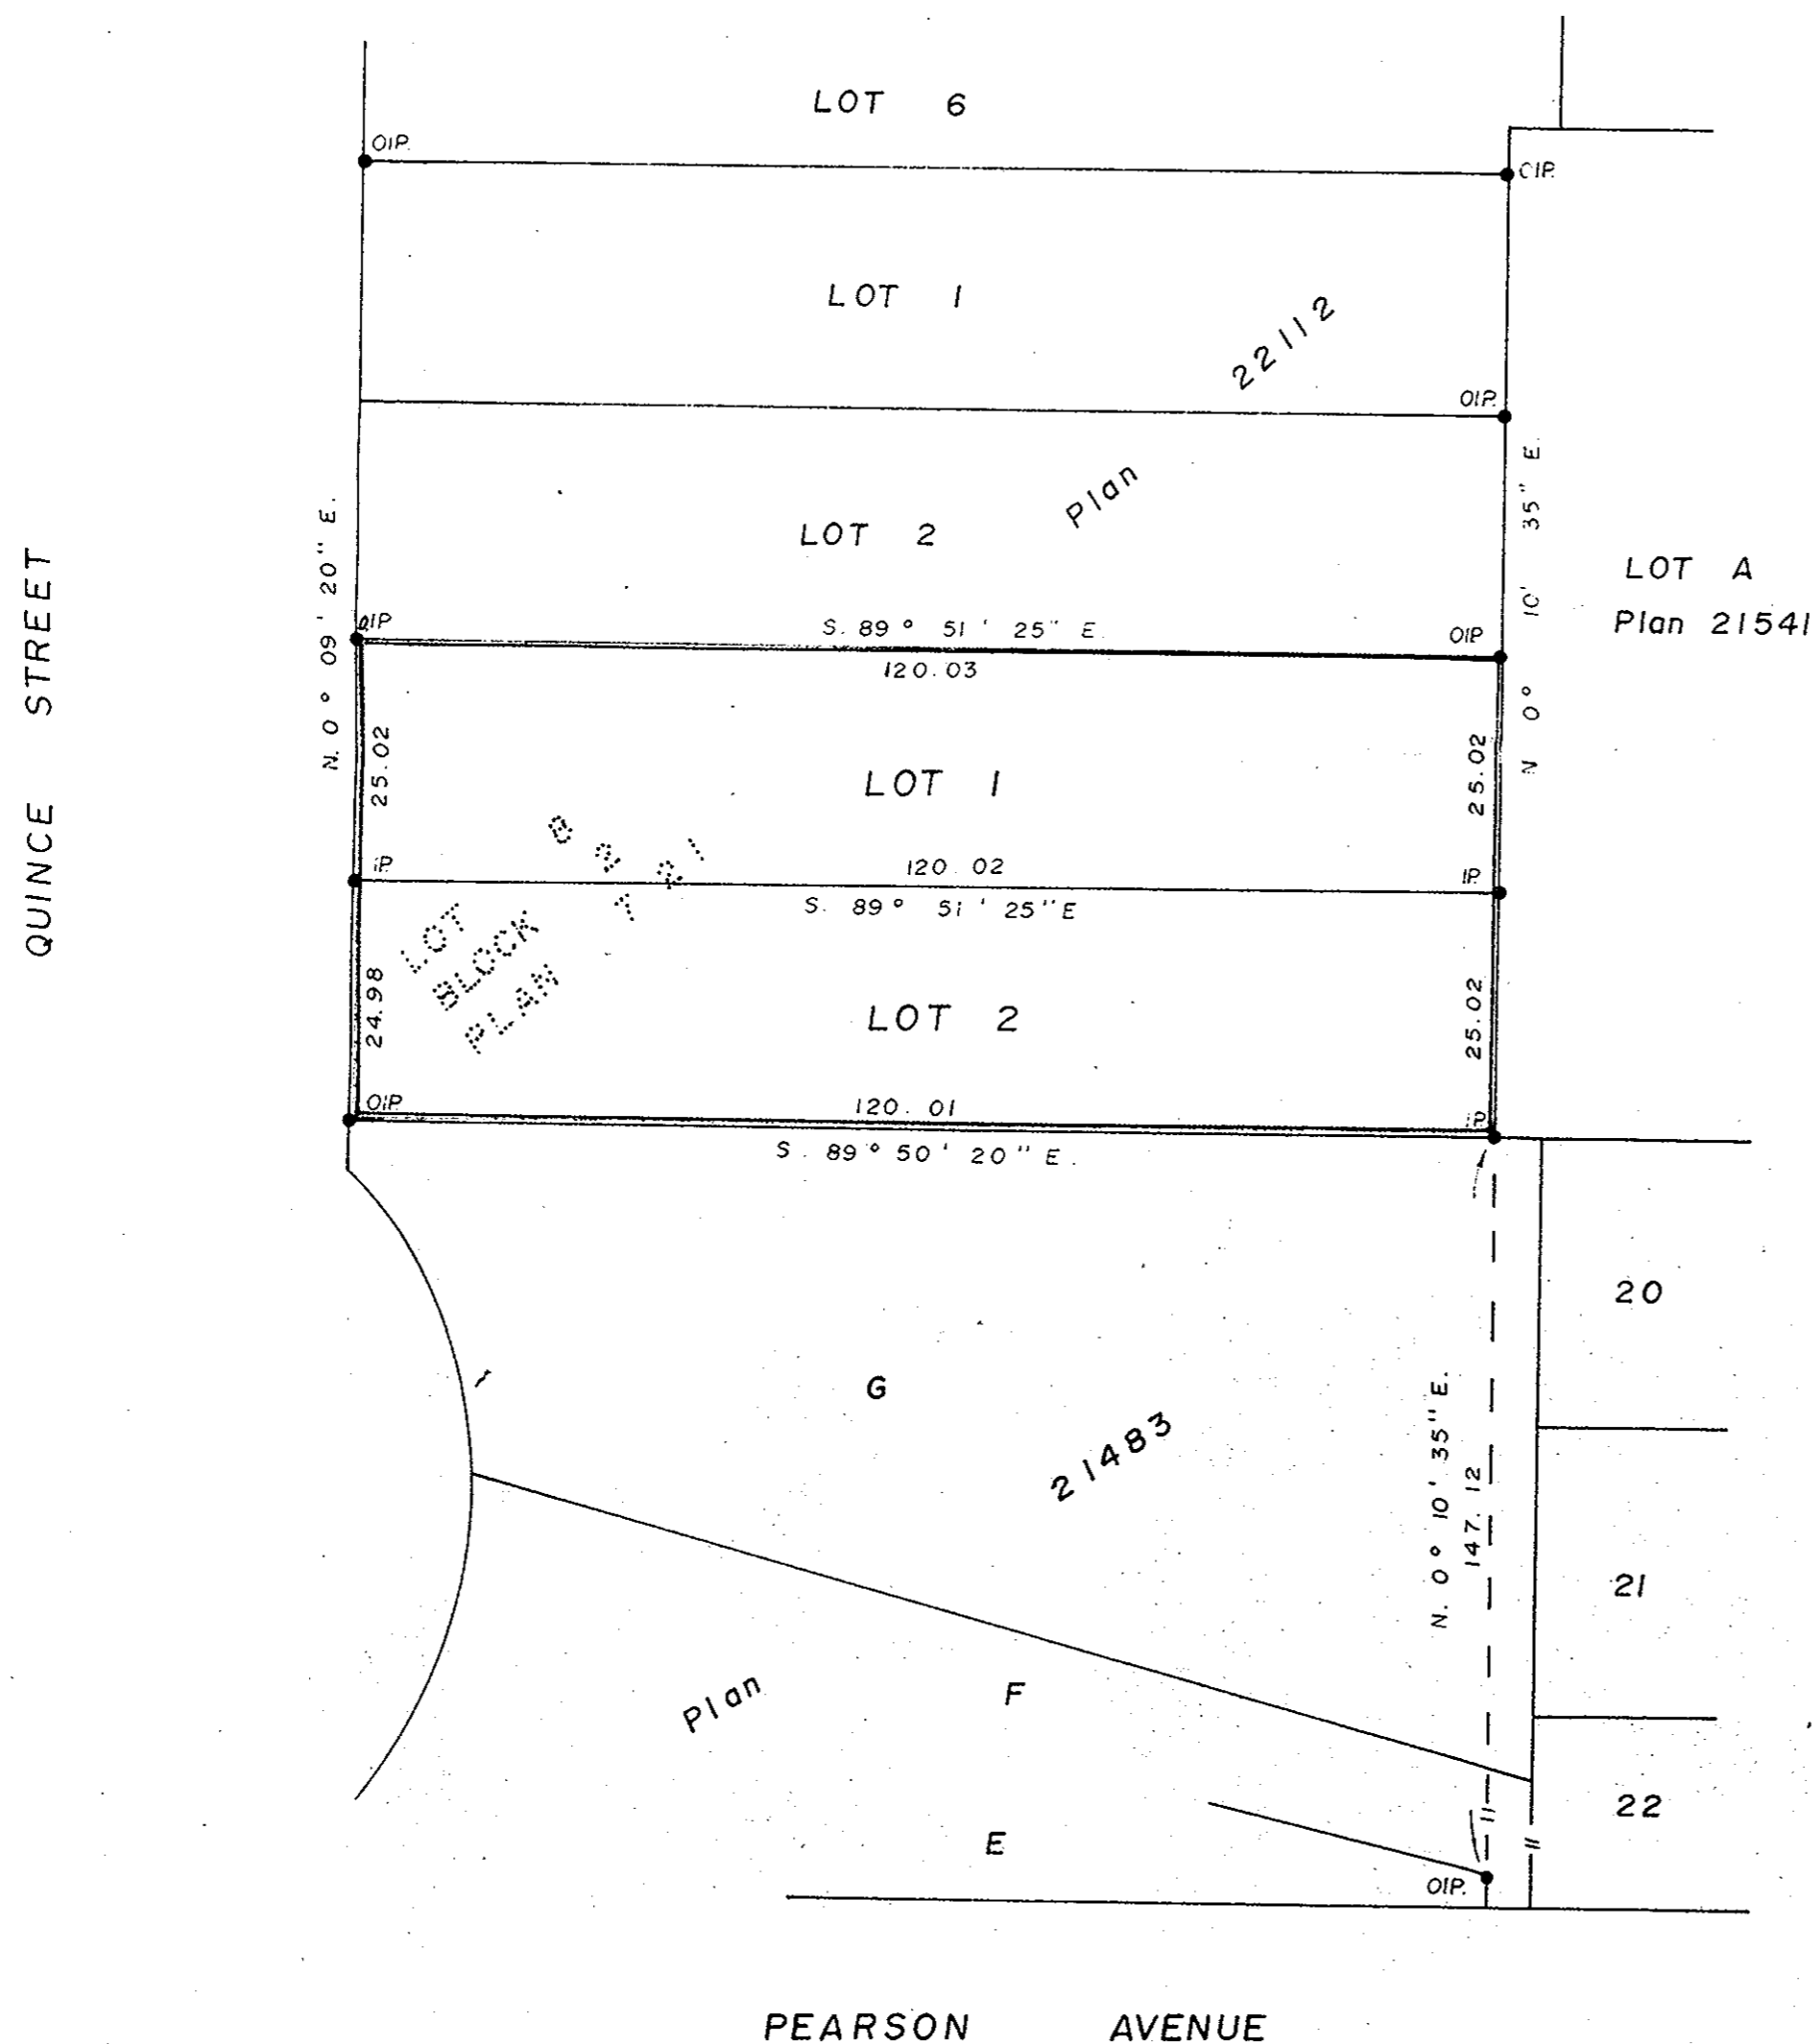 LOT 6
OIP.
OIP.
LOT 1
22112
Plan
OIP.
LOT 2
N. 0° 09' 20" E.
N 0° 10' 35" E.
QUINCE STREET
LOT A
Plan 21541
OIP
S. 89° 51' 25" E.
OIP
120.03
25.02
LOT 1
25.02
IP.
120.02
IP.
S. 89° 51' 25" E
LOT
BLOCK
PLAN
24.98
LOT 2
25.02
OIP.
120.01
IP.
S. 89° 50' 20" E.
20
G
21483
N. 0° 10' 35" E.
147.12
21
Plan
F
22
E
OIP.
PEARSON AVENUE